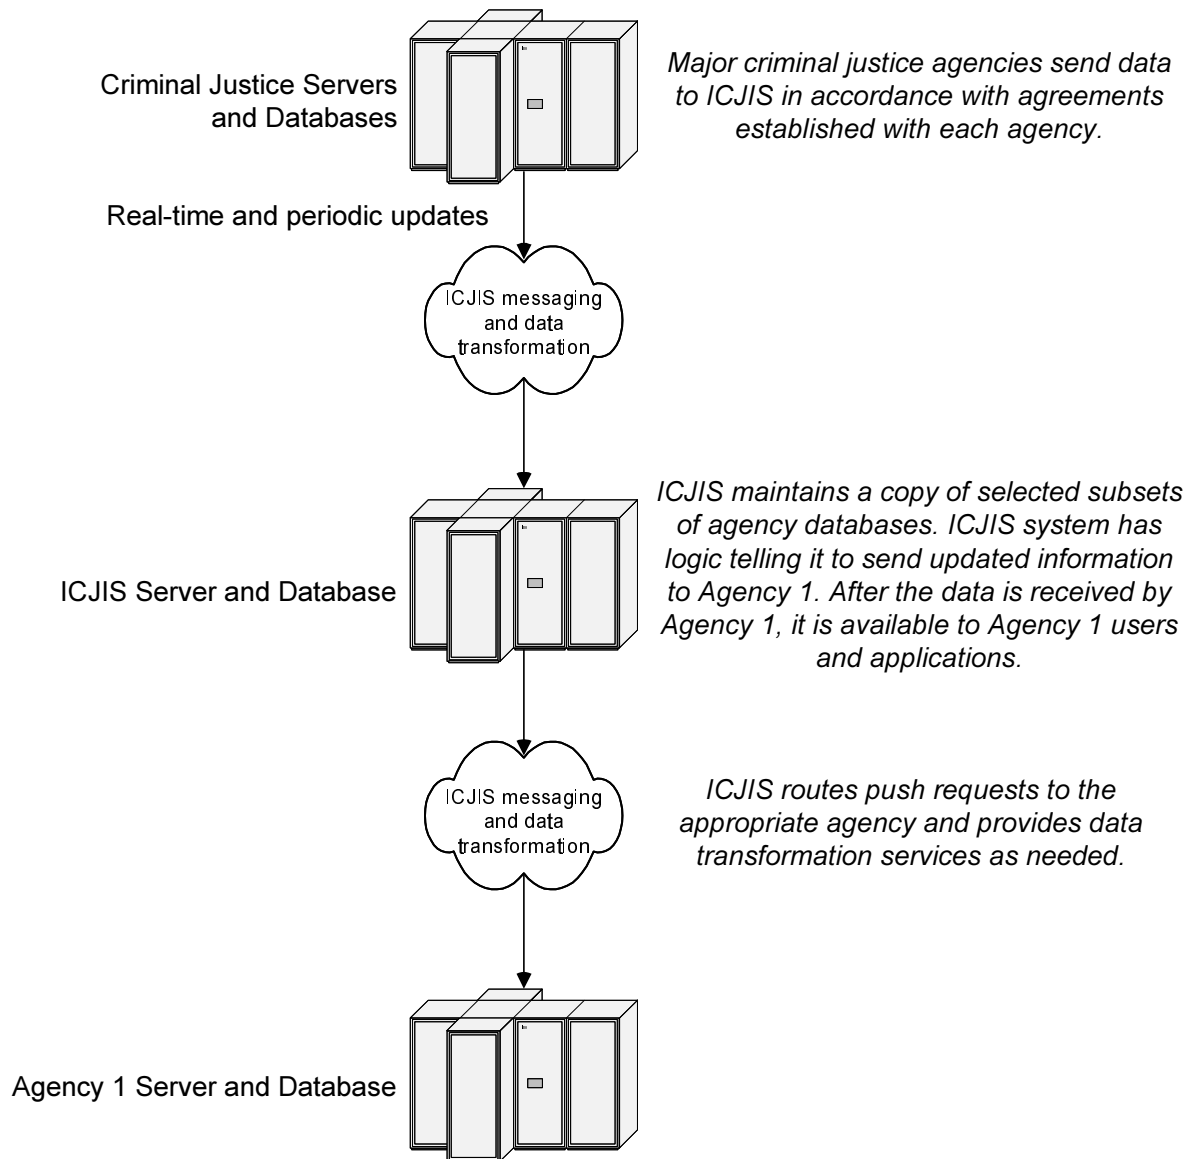 Criminal Justice Servers
and Databases
Major criminal justice agencies send data
to ICJIS in accordance with agreements
established with each agency.
Real-time and periodic updates
ICJIS messaging
and data
transformation
ICJIS Server and Database
ICJIS maintains a copy of selected subsets
of agency databases. ICJIS system has
logic telling it to send updated information
to Agency 1. After the data is received by
Agency 1, it is available to Agency 1 users
and applications.
ICJIS messaging
and data
transformation
ICJIS routes push requests to the
appropriate agency and provides data
transformation services as needed.
Agency 1 Server and Database